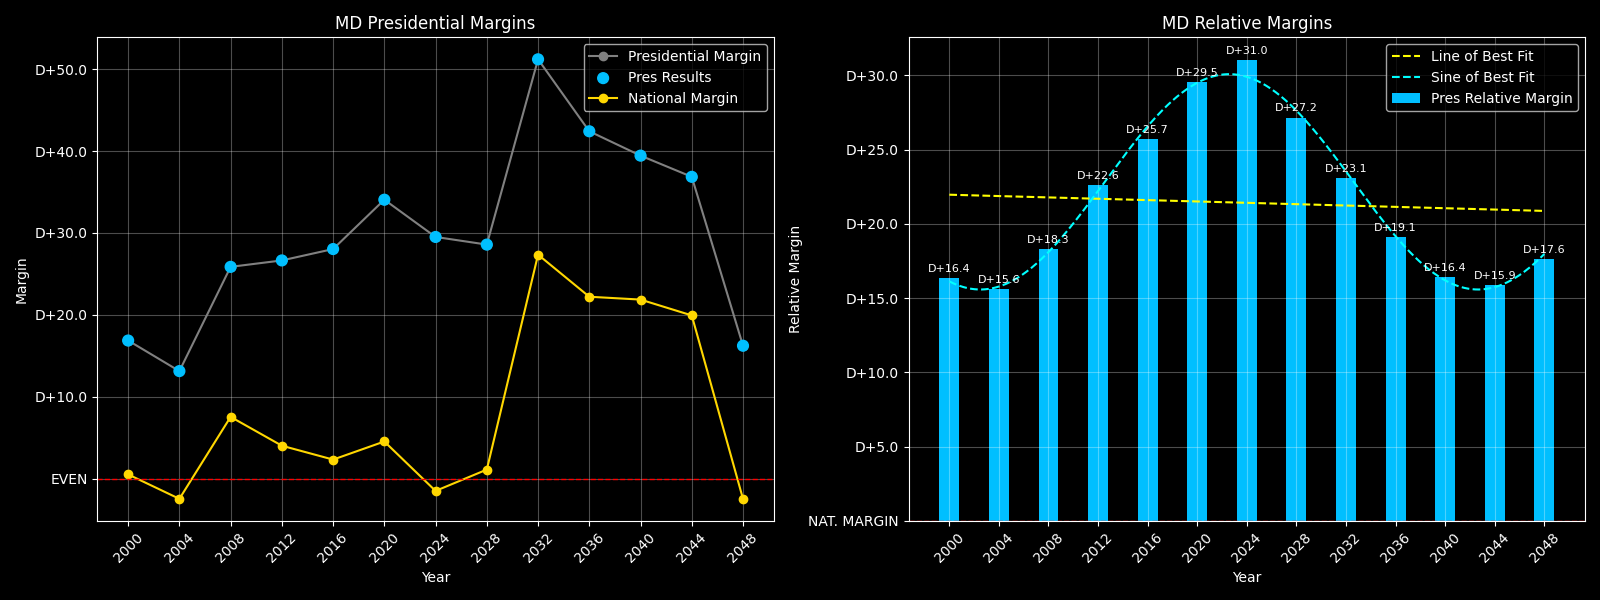 MD Presidential Margins
Presidential Margin
Pres Results
National Margin
D+50.0
D+40.0
D+30.0
D+20.0
D+10.0
EVEN
Margin
2000
2004
2008
2012
2016
2020
2024
2028
2032
2036
2040
2044
2048
Year
MD Relative Margins
Line of Best Fit
Sine of Best Fit
Pres Relative Margin
D+30.0
D+25.0
D+20.0
D+15.0
D+10.0
D+5.0
NAT. MARGIN
Relative Margin
D+16.4
D+15.6
D+18.3
D+22.6
D+25.7
D+29.5
D+31.0
D+27.2
D+23.1
D+19.1
D+16.4
D+15.9
D+17.6
2000
2004
2008
2012
2016
2020
2024
2028
2032
2036
2040
2044
2048
Year